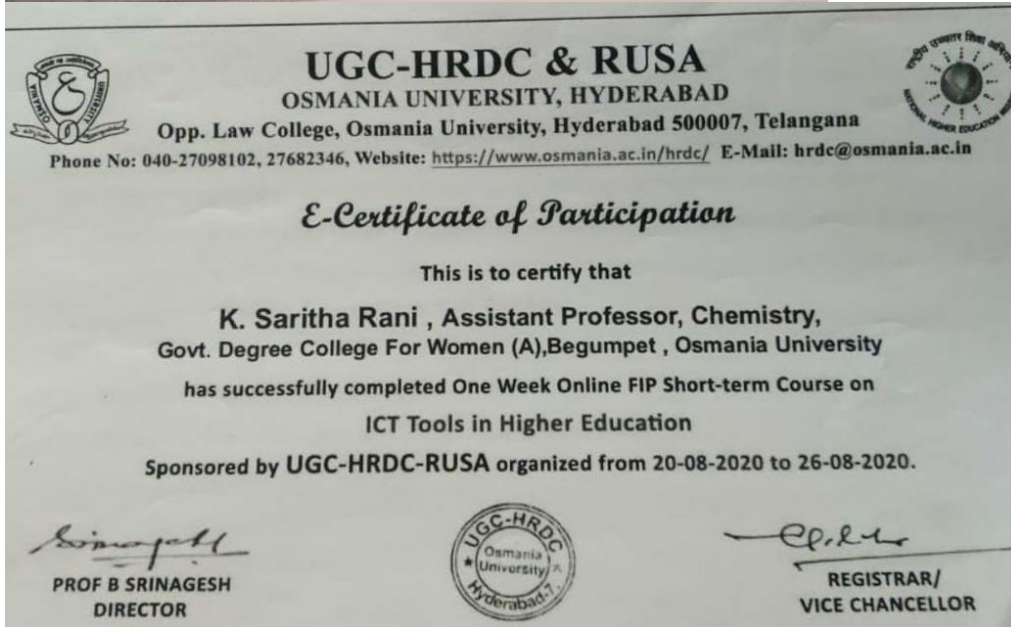 UGC-HRDC & RUSA
OSMANIA UNIVERSITY, HYDERABAD
Opp. Law College, Osmania University, Hyderabad 500007, Telangana
Phone No: 040-27098102, 27682346, Website: https://www.osmania.ac.in/hrdc/ E-Mail: hrdc@osmania.ac.in
E-Certificate of Participation
This is to certify that
K. Saritha Rani , Assistant Professor, Chemistry,
Govt. Degree College For Women (A),Begumpet , Osmania University
has successfully completed One Week Online FIP Short-term Course on
ICT Tools in Higher Education
Sponsored by UGC-HRDC-RUSA organized from 20-08-2020 to 26-08-2020.
PROF B SRINAGESH
DIRECTOR
UGC-HRDC
Osmania
University
Hyderabad-7.
REGISTRAR/
VICE CHANCELLOR